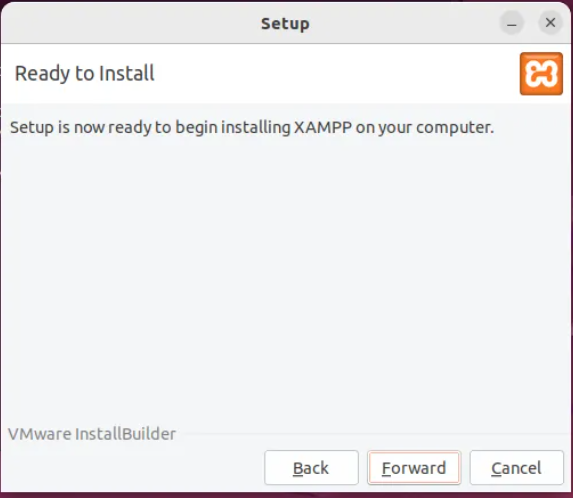 Setup
Ready to Install
Setup is now ready to begin installing XAMPP on your computer.
VMware InstallBuilder
Back
Forward
Cancel